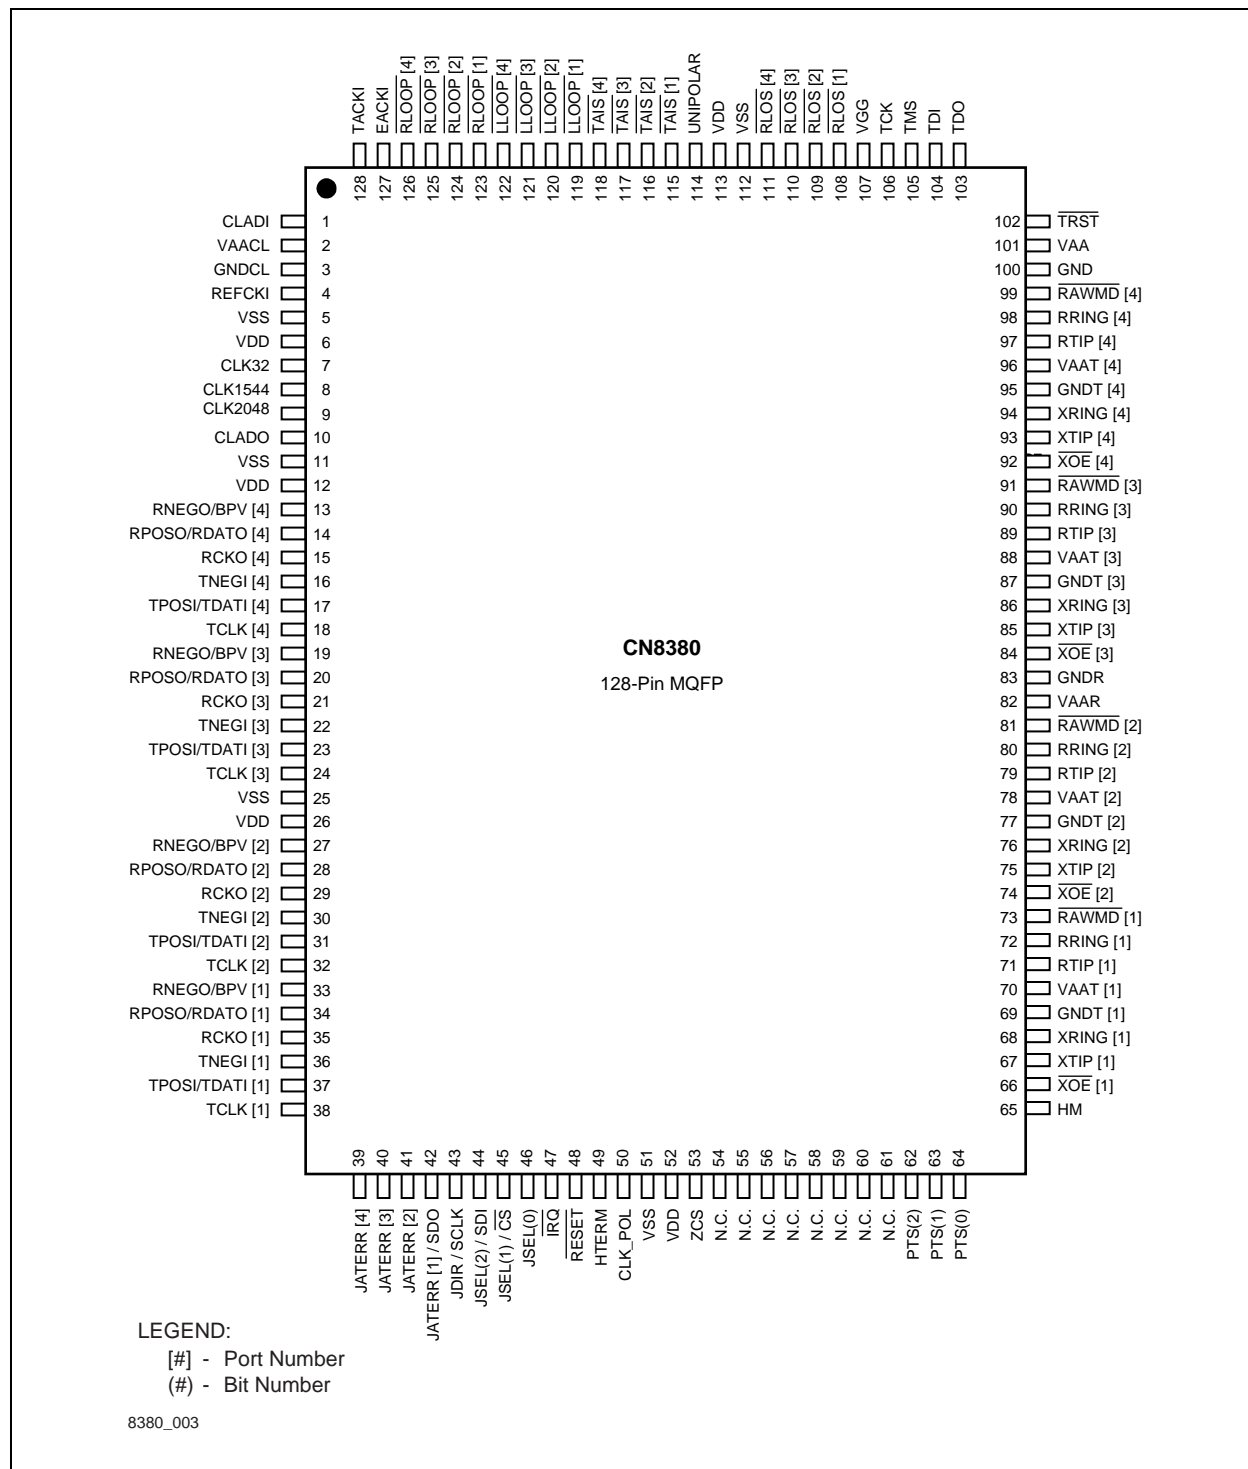 TACKI
EACKI
RLOOP [4]
RLOOP [3]
RLOOP [2]
RLOOP [1]
LLOOP [4]
LLOOP [3]
LLOOP [2]
LLOOP [1]
TAIS [4]
TAIS [3]
TAIS [2]
TAIS [1]
UNIPOLAR
VDD
VSS
RLOS [4]
RLOS [3]
RLOS [2]
RLOS [1]
VGG
TCK
TMS
TDI
TDO
128
127
126
125
124
123
122
121
120
119
118
117
116
115
114
113
112
111
110
109
108
107
106
105
104
103
CLADI 1
VAACL 2
GNDCL 3
REFCKI 4
VSS 5
VDD 6
CLK32 7
CLK1544 8
CLK2048 9
CLADO 10
VSS 11
VDD 12
RNEGO/BPV [4] 13
RPOSO/RDATO [4] 14
RCKO [4] 15
TNEGI [4] 16
TPOSI/TDATI [4] 17
TCLK [4] 18
RNEGO/BPV [3] 19
RPOSO/RDATO [3] 20
RCKO [3] 21
TNEGI [3] 22
TPOSI/TDATI [3] 23
TCLK [3] 24
VSS 25
VDD 26
RNEGO/BPV [2] 27
RPOSO/RDATO [2] 28
RCKO [2] 29
TNEGI [2] 30
TPOSI/TDATI [2] 31
TCLK [2] 32
RNEGO/BPV [1] 33
RPOSO/RDATO [1] 34
RCKO [1] 35
TNEGI [1] 36
TPOSI/TDATI [1] 37
TCLK [1] 38
CN8380
128-Pin MQFP
102 TRST
101 VAA
100 GND
99 RAWMD [4]
98 RRING [4]
97 RTIP [4]
96 VAAT [4]
95 GNDT [4]
94 XRING [4]
93 XTIP [4]
92 XOE [4]
91 RAWMD [3]
90 RRING [3]
89 RTIP [3]
88 VAAT [3]
87 GNDT [3]
86 XRING [3]
85 XTIP [3]
84 XOE [3]
83 GNDR
82 VAAR
81 RAWMD [2]
80 RRING [2]
79 RTIP [2]
78 VAAT [2]
77 GNDT [2]
76 XRING [2]
75 XTIP [2]
74 XOE [2]
73 RAWMD [1]
72 RRING [1]
71 RTIP [1]
70 VAAT [1]
69 GNDT [1]
68 XRING [1]
67 XTIP [1]
66 XOE [1]
65 HM
39
40
41
42
43
44
45
46
47
48
49
50
51
52
53
54
55
56
57
58
59
60
61
62
63
64
JATERR [4]
JATERR [3]
JATERR [2]
JATERR [1] / SDO
JDIR / SCLK
JSEL(2) / SDI
JSEL(1) / CS
JSEL(0)
IRQ
RESET
HTERM
CLK_POL
VSS
VDD
ZCS
N.C.
N.C.
N.C.
N.C.
N.C.
N.C.
N.C.
N.C.
PTS(2)
PTS(1)
PTS(0)
LEGEND:
[#] - Port Number
(#) - Bit Number
8380_003